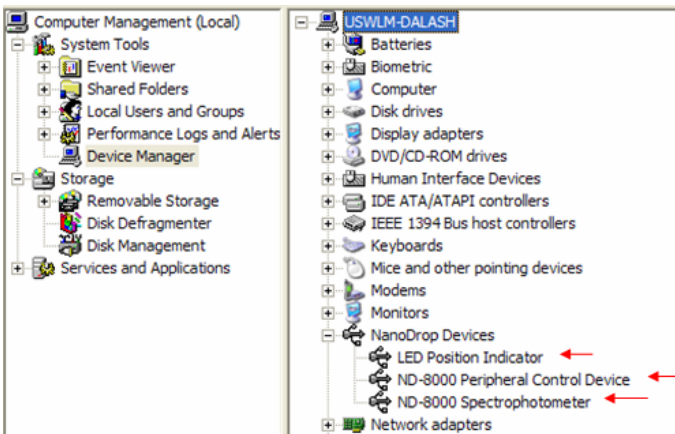 Computer Management (Local)
System Tools
Event Viewer
Shared Folders
Local Users and Groups
Performance Logs and Alerts
Device Manager
Storage
Removable Storage
Disk Defragmenter
Disk Management
Services and Applications
USWLM-DALASH
Batteries
Biometric
Computer
Disk drives
Display adapters
DVD/CD-ROM drives
Human Interface Devices
IDE ATA/ATAPI controllers
IEEE 1394 Bus host controllers
Keyboards
Mice and other pointing devices
Modems
Monitors
NanoDrop Devices
LED Position Indicator
ND-8000 Peripheral Control Device
ND-8000 Spectrophotometer
Network adapters